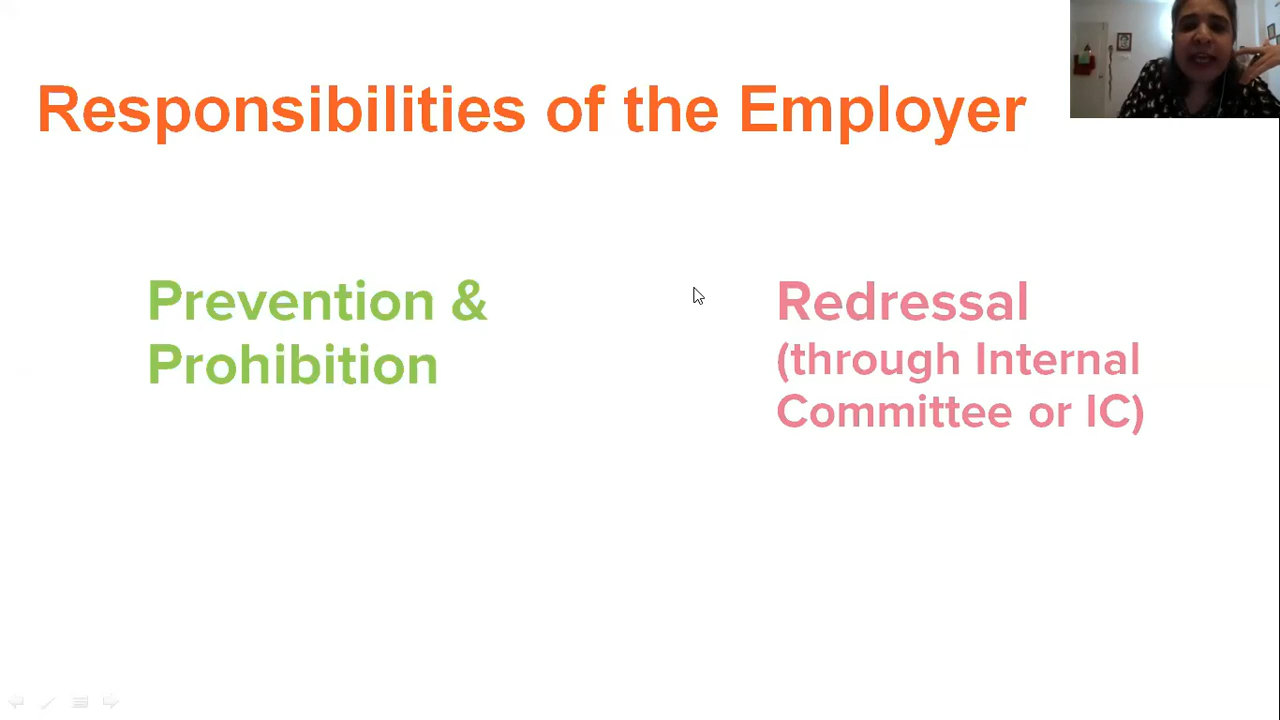 Responsibilities of the Employer
Prevention &
Prohibition
Redressal
(through Internal
Committee or IC)